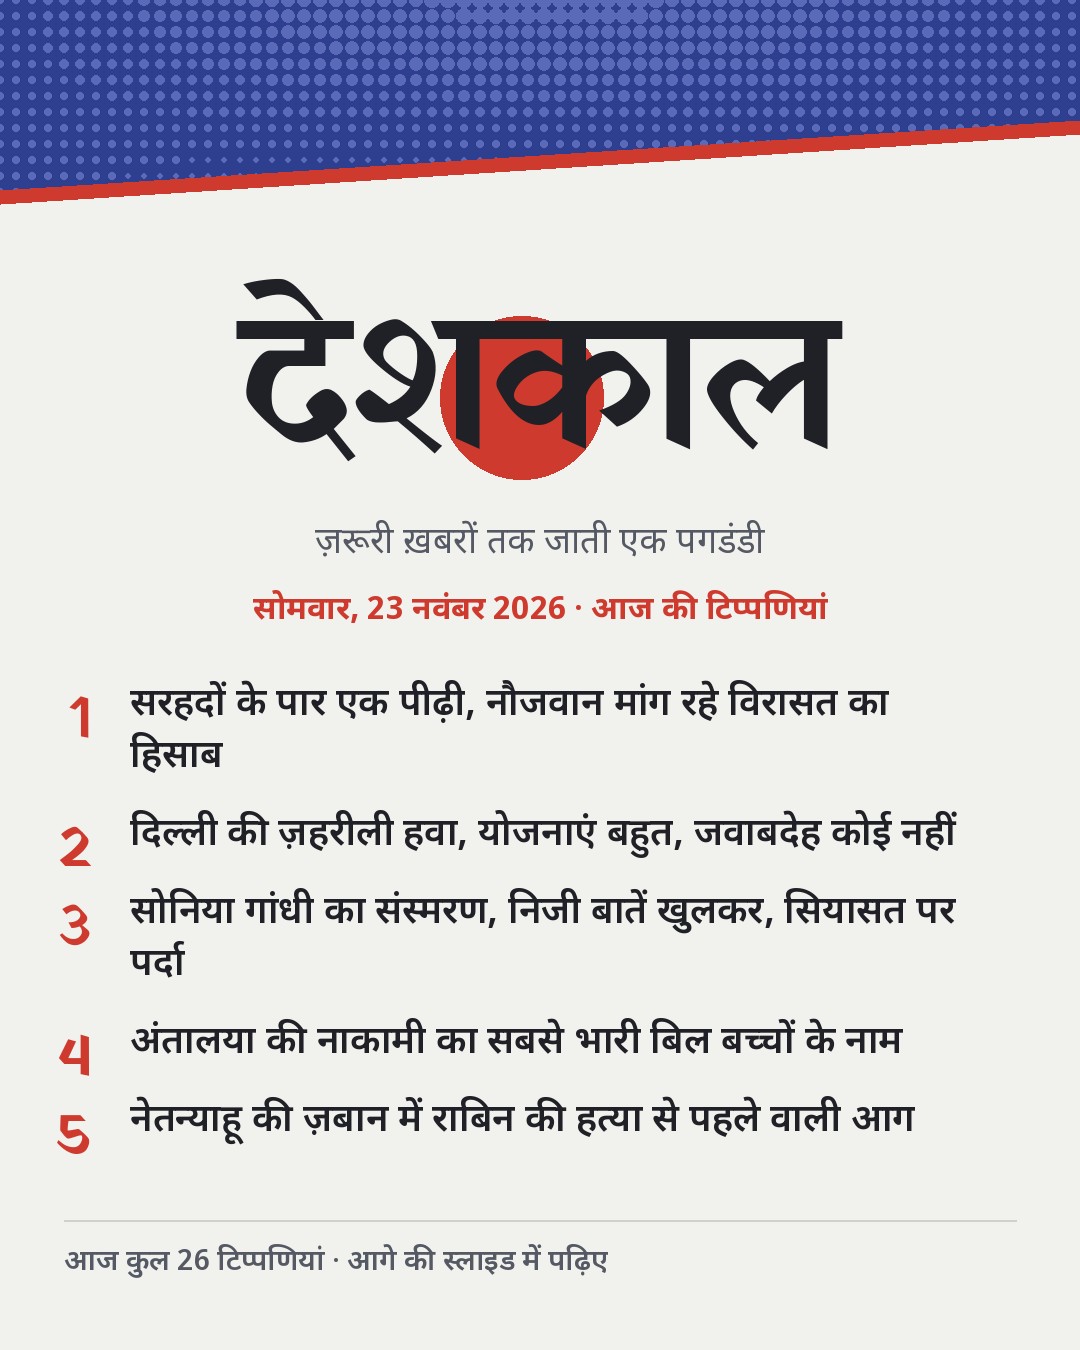 देशकाल
ज़रूरी ख़बरों तक जाती एक पगडंडी
सोमवार, 23 नवंबर 2026 · आज की टिप्पणियां
1 सरहदों के पार एक पीढ़ी, नौजवान मांग रहे विरासत का
हिसाब
2 दिल्ली की ज़हरीली हवा, योजनाएं बहुत, जवाबदेह कोई नहीं
3 सोनिया गांधी का संस्मरण, निजी बातें खुलकर, सियासत पर
पर्दा
4 अंतालया की नाकामी का सबसे भारी बिल बच्चों के नाम
5 नेतन्याहू की ज़बान में राबिन की हत्या से पहले वाली आग
आज कुल 26 टिप्पणियां · आगे की स्लाइड में पढ़िए